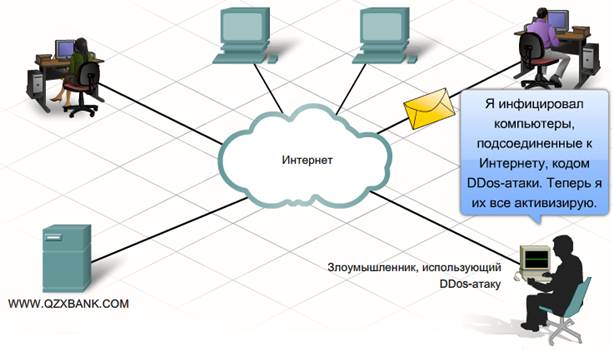 Интернет
Я инфицировал
компьютеры,
подсоединенные к
Интернету, кодом
DDos-атаки. Теперь я
их все активизирую.
Злоумышленник, использующий
DDos-атаку
WWW.QZXBANK.COM